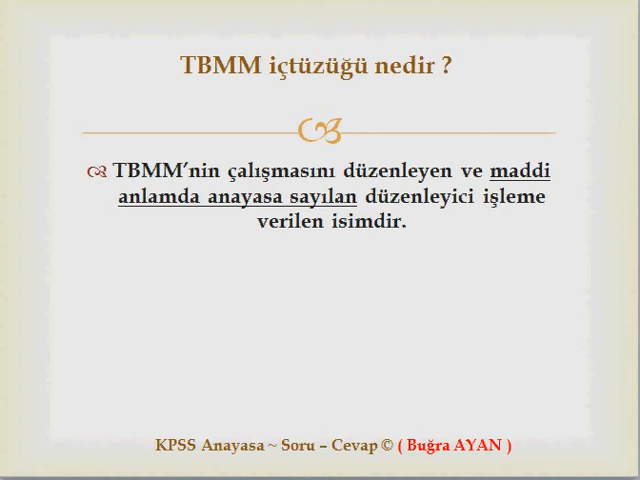 TBMM içtüzüğü nedir ?
TBMM’nin çalışmasını düzenleyen ve maddi
anlamda anayasa sayılan düzenleyici işleme
verilen isimdir.
KPSS Anayasa ~ Soru – Cevap © ( Buğra AYAN )